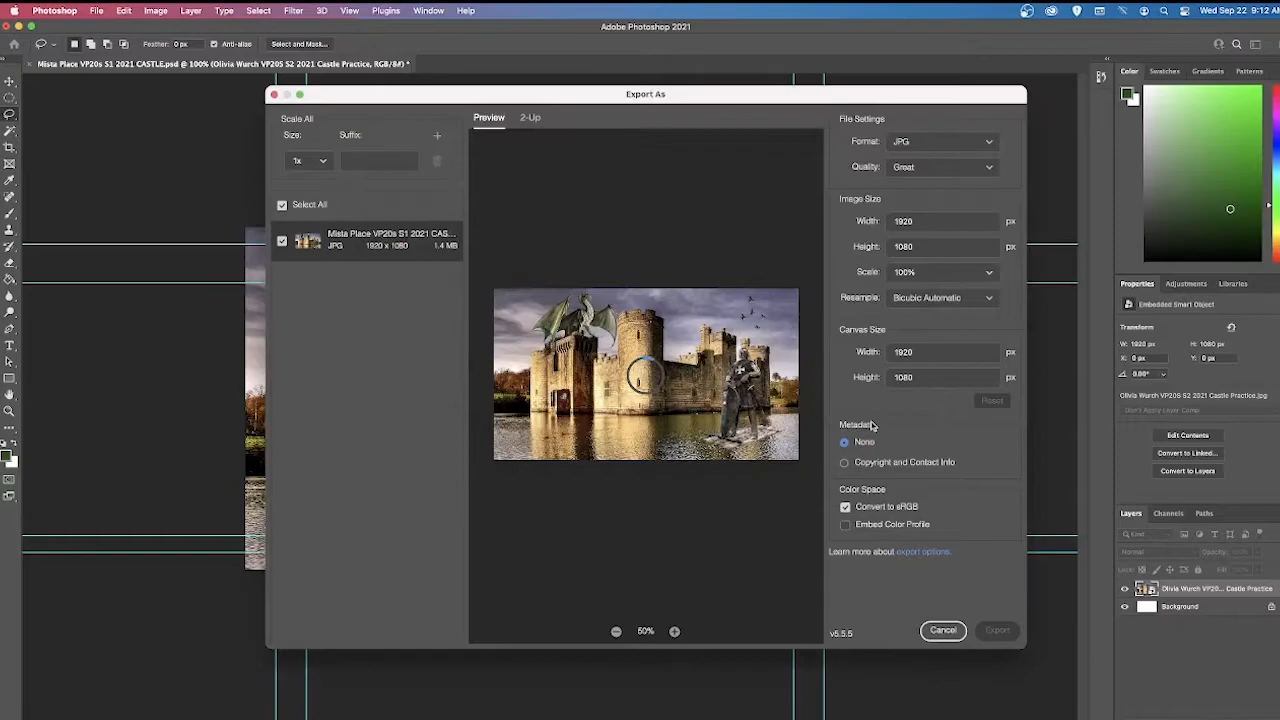 Photoshop File Edit Image Layer Type Select Filter 3D View Plugins Window Help Wed Sep 22 9:12 A
Adobe Photoshop 2021
Feather: 0 px Anti-alias Select and Mask...
Mista Place VP20s S1 2021 CASTLE.psd @ 100% (Olivia Wurch VP20S S2 2021 Castle Practice, RGB/8#) *
Export As
Scale All
Size: Suffix:
1x
Select All
Mista Place VP20s S1 2021 CAS...
JPG 1920 x 1080 1.4 MB
Preview 2-Up
50%
File Settings
Format: JPG
Quality: Great
Image Size
Width: 1920 px
Height: 1080 px
Scale: 100%
Resample: Bicubic Automatic
Canvas Size
Width: 1920 px
Height: 1080 px
Reset
Metadata
None
Copyright and Contact Info
Color Space
Convert to sRGB
Embed Color Profile
Learn more about export options.
v5.5.5
Cancel Export
Color Swatches Gradients Patterns
Properties Adjustments Libraries
Embedded Smart Object
Transform
W: 1920 px H: 1080 px
X: 0 px Y: 0 px
0.00°
Olivia Wurch VP20S S2 2021 Castle Practice.jpg
Don't Apply Layer Comp
Edit Contents
Convert to Linked...
Convert to Layers
Layers Channels Paths
Kind
Normal Opacity:
Lock: Fill:
Olivia Wurch VP20... Castle Practice
Background